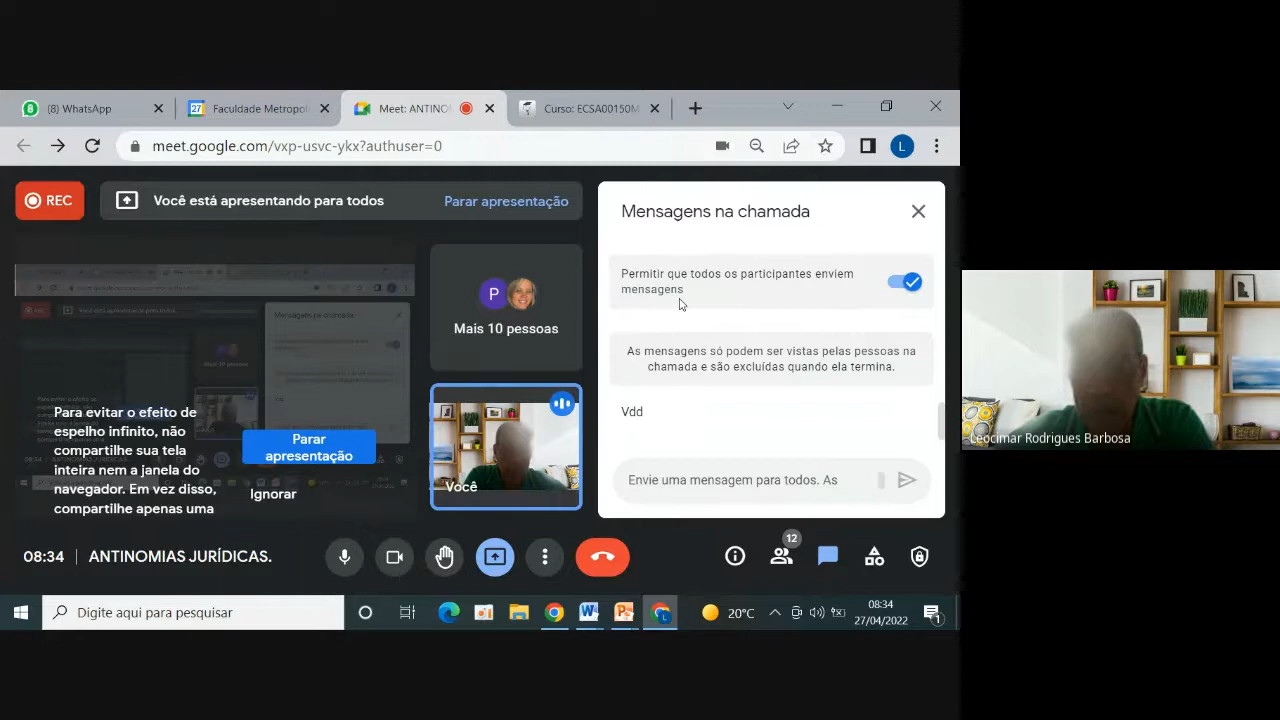 (8) WhatsApp
Faculdade Metropol
Meet: ANTINO
Curso: ECSA00150M
meet.google.com/vxp-usvc-ykx?authuser=0
L
REC
Você está apresentando para todos
Parar apresentação
Mensagens na chamada
Permitir que todos os participantes enviem
mensagens
P
Mais 10 pessoas
As mensagens só podem ser vistas pelas pessoas na
chamada e são excluídas quando ela termina.
Vdd
Para evitar o efeito de
espelho infinito, não
compartilhe sua tela
inteira nem a janela do
navegador. Em vez disso,
compartilhe apenas uma
Parar
apresentação
Ignorar
Você
Envie uma mensagem para todos. As
Leocimar Rodrigues Barbosa
08:34
ANTINOMIAS JURÍDICAS.
12
Digite aqui para pesquisar
20°C
08:34
27/04/2022
1